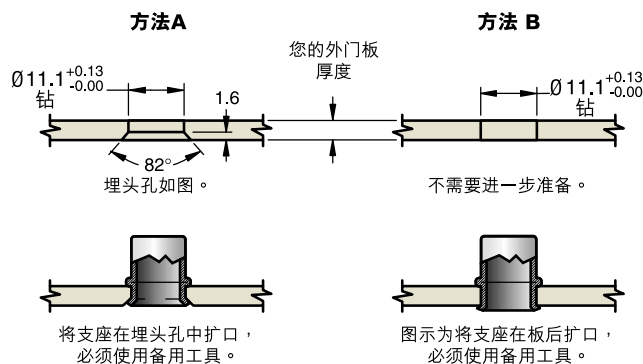 方法A
方法 B
您的外门板
厚度
Ø11.1+0.13-0.00
钻
1.6
82°
埋头孔如图。
Ø11.1+0.13-0.00
钻
不需要进一步准备。
将支座在埋头孔中扩口，
必须使用备用工具。
图示为将支座在板后扩口，
必须使用备用工具。